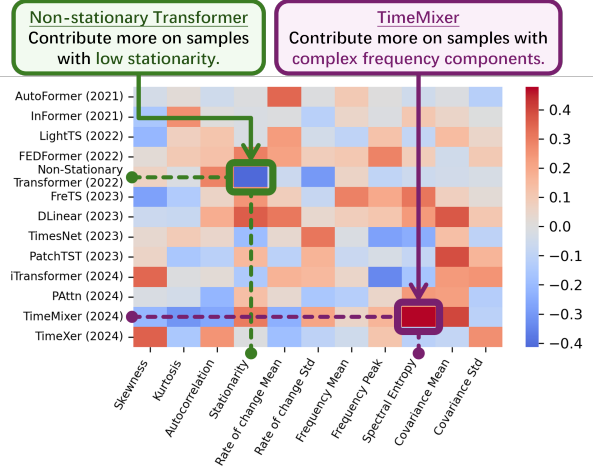 Non-stationary Transformer
Contribute more on samples
with low stationarity.
TimeMixer
Contribute more on samples with
complex frequency components.
AutoFormer (2021)
InFormer (2021)
LightTS (2022)
FEDFormer (2022)
Non-Stationary
Transformer (2022)
FreTS (2023)
DLinear (2023)
TimesNet (2023)
PatchTST (2023)
iTransformer (2024)
PAttn (2024)
TimeMixer (2024)
TimeXer (2024)
Skewness
Kurtosis
Autocorrelation
Stationarity
Rate of change Mean
Rate of change Std
Frequency Mean
Frequency Peak
Spectral Entropy
Covariance Mean
Covariance Std
0.4
0.3
0.2
0.1
0.0
−0.1
−0.2
−0.3
−0.4